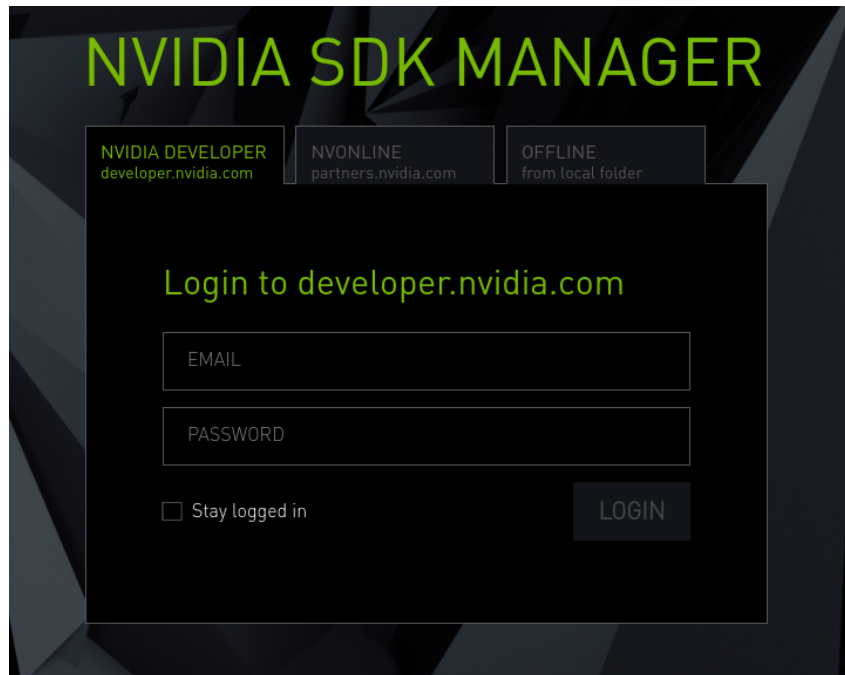 NVIDIA SDK MANAGER
NVIDIA DEVELOPER
developer.nvidia.com
NVONLINE
partners.nvidia.com
OFFLINE
from local folder
Login to developer.nvidia.com
EMAIL
PASSWORD
Stay logged in
LOGIN